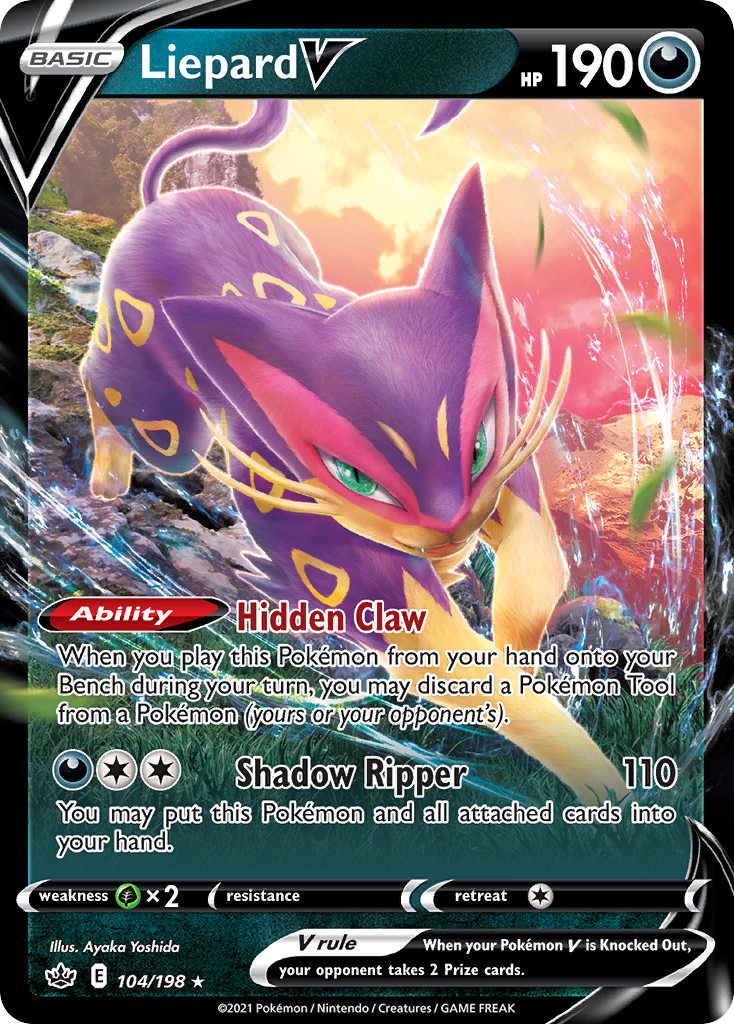 BASIC LiepardV HP 190
Ability Hidden Claw
When you play this Pokémon from your hand onto your
Bench during your turn, you may discard a Pokémon Tool
from a Pokémon (yours or your opponent's).
Shadow Ripper 110
You may put this Pokémon and all attached cards into
your hand.
weakness ×2 resistance retreat
Illus. Ayaka Yoshida
V rule When your Pokémon V is Knocked Out,
your opponent takes 2 Prize cards.
E 104/198 ★
©2021 Pokémon / Nintendo / Creatures / GAME FREAK